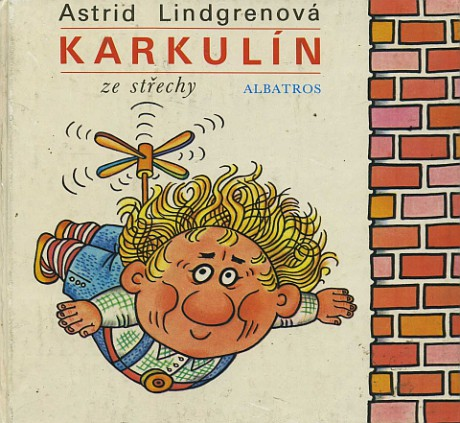 Astrid Lindgrenová
KARKULÍN
ze střechy
ALBATROS